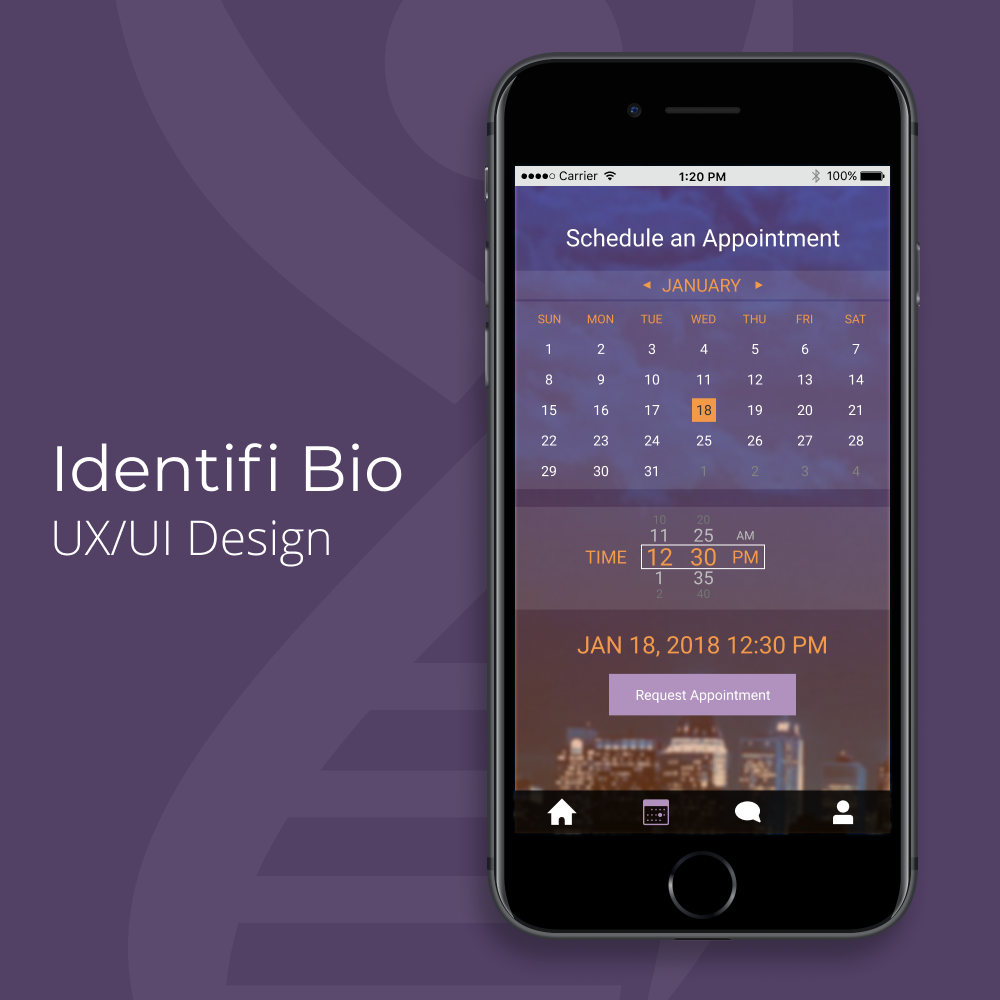 Identifi Bio
UX/UI Design
Carrier 1:20 PM 100%
Schedule an Appointment
JANUARY
SUN MON TUE WED THU FRI SAT
1 2 3 4 5 6 7
8 9 10 11 12 13 14
15 16 17 18 19 20 21
22 23 24 25 26 27 28
29 30 31 1 2 3 4
10 20
11 25 AM
TIME 12 30 PM
1 35
2 40
JAN 18, 2018 12:30 PM
Request Appointment